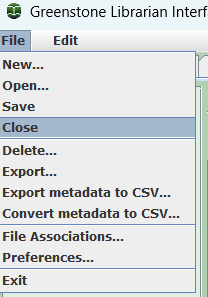 Greenstone Librarian Interf
File Edit
New...
Open...
Save
Close
Delete...
Export...
Export metadata to CSV...
Convert metadata to CSV...
File Associations...
Preferences...
Exit